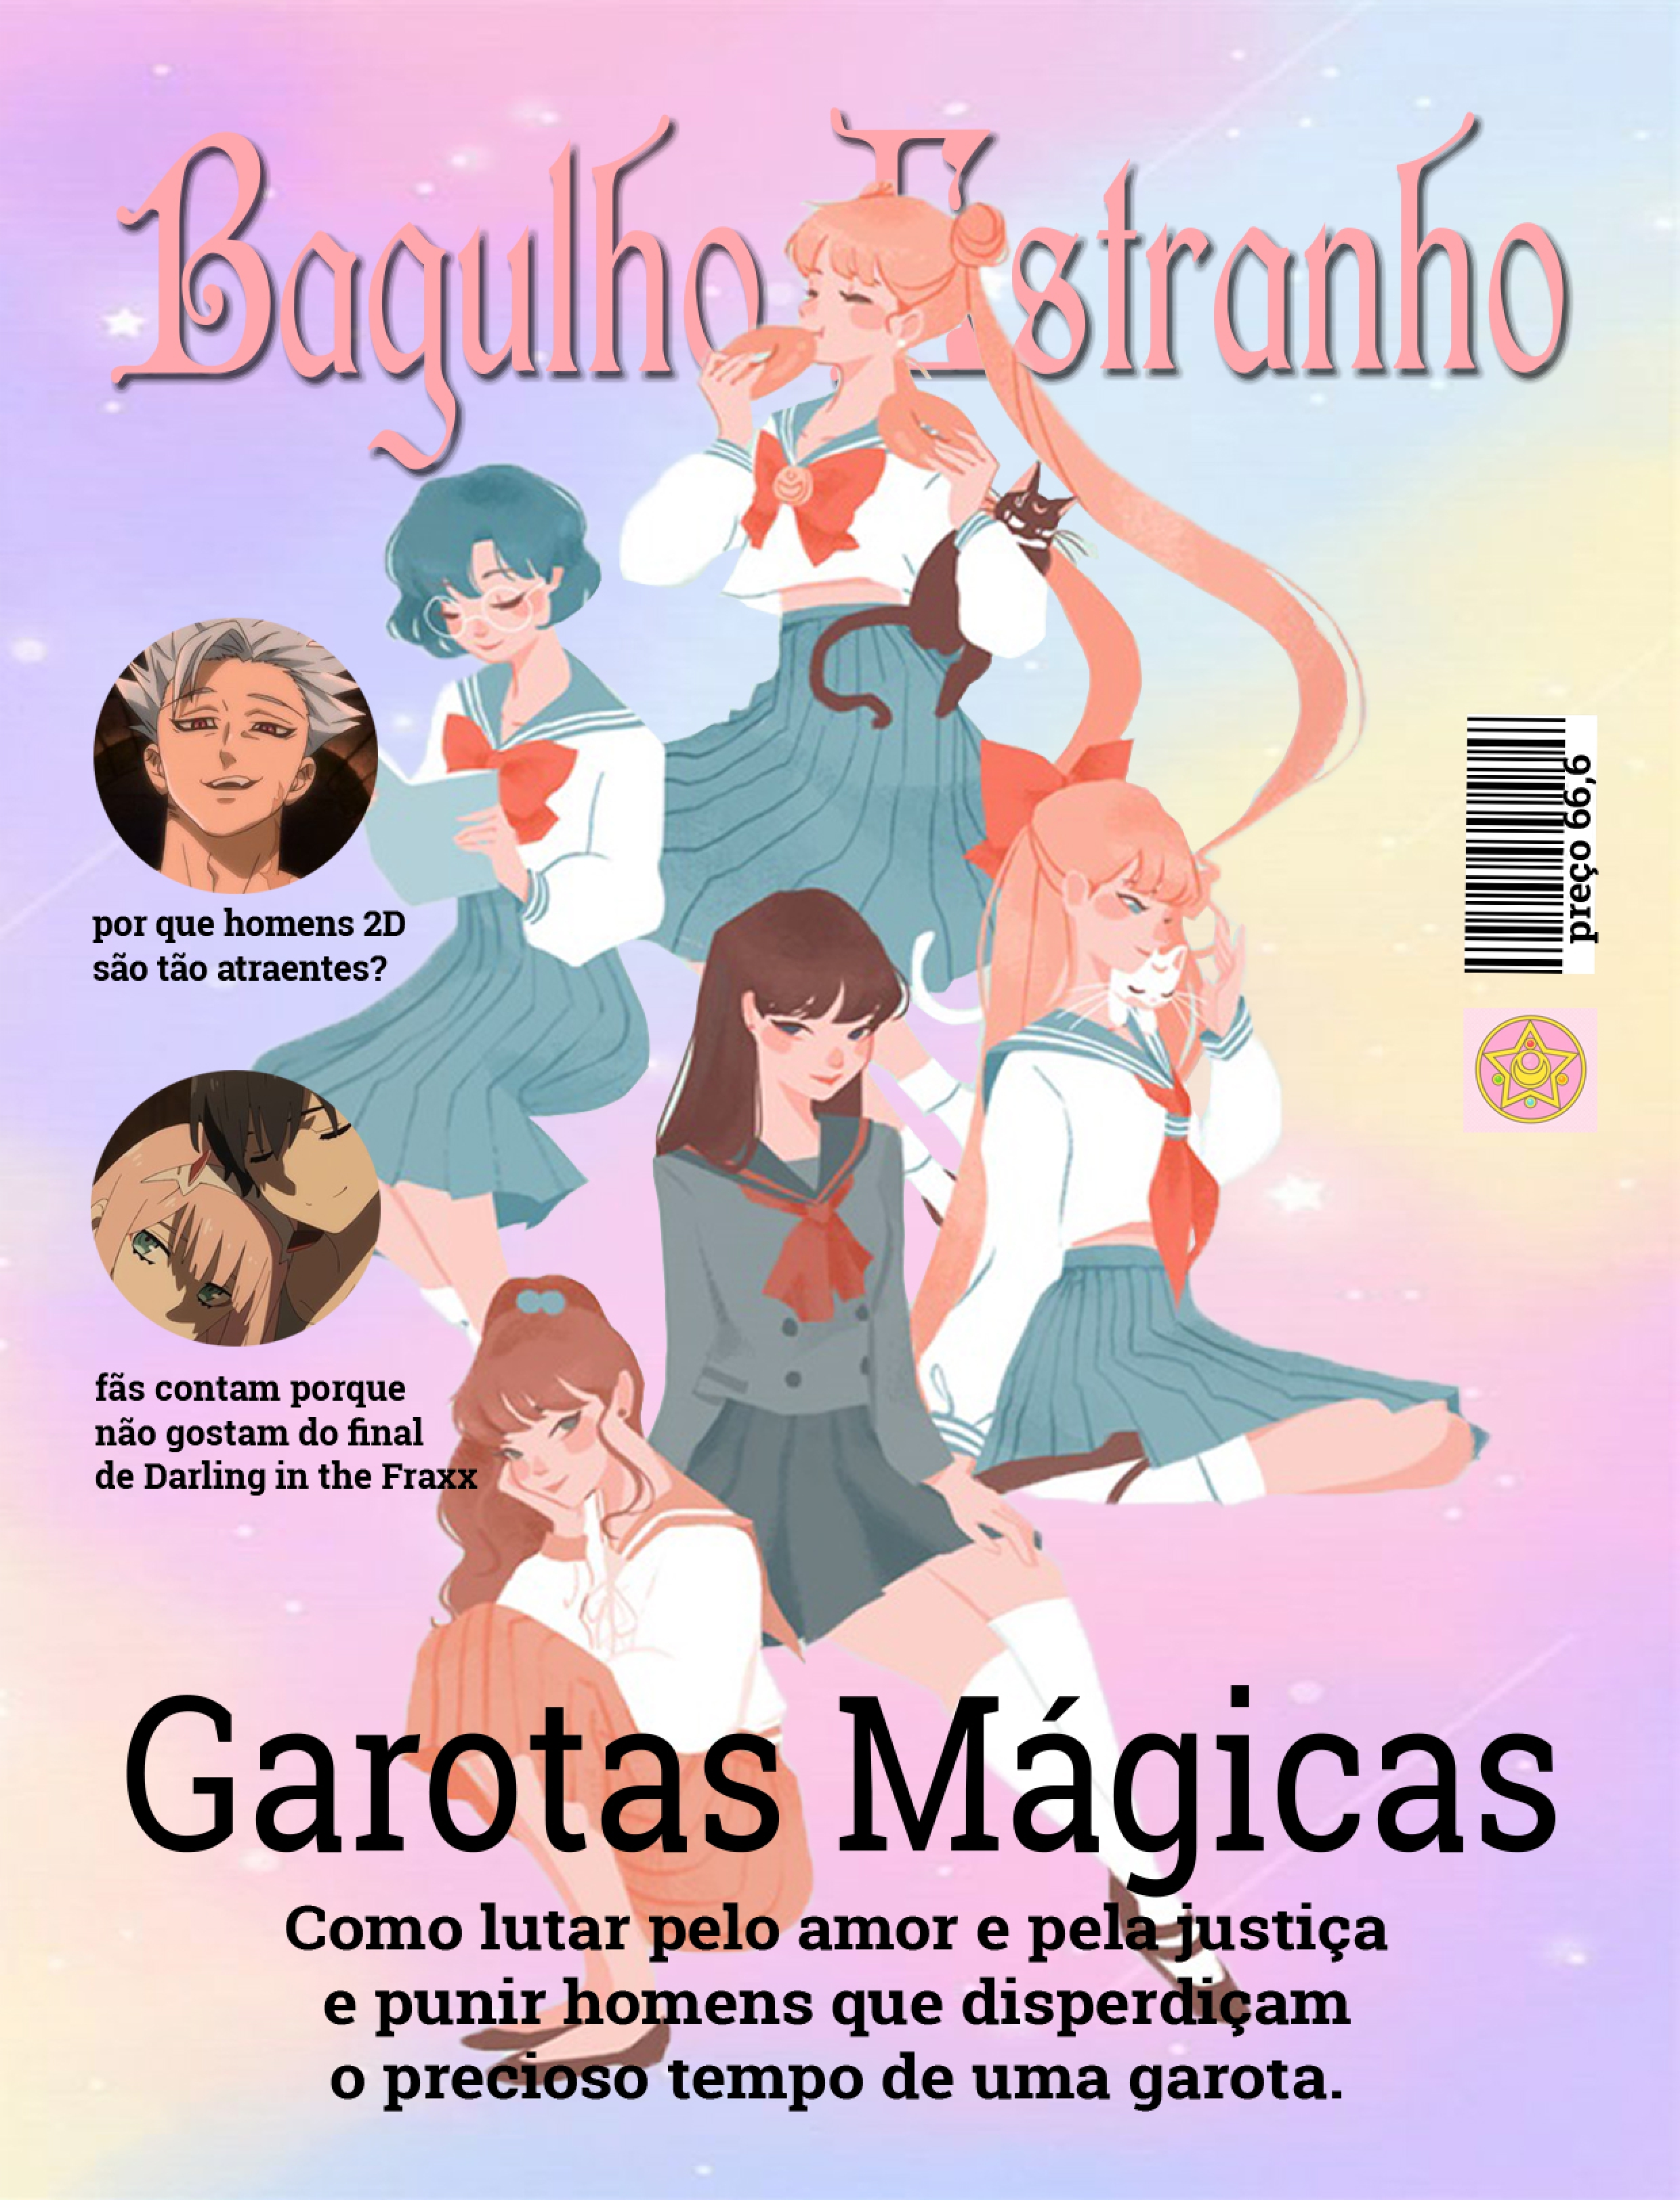 Bagulho Estranho
por que homens 2D
são tão atraentes?
preço 66,6
fãs contam porque
não gostam do final
de Darling in the Fraxx
Garotas Mágicas
Como lutar pelo amor e pela justiça
e punir homens que disperdiçam
o precioso tempo de uma garota.